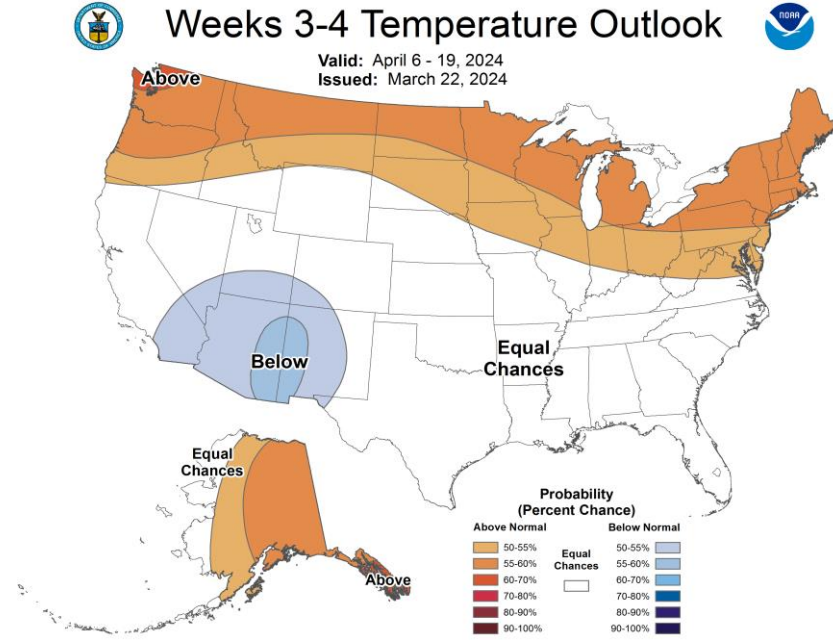 Weeks 3-4 Temperature Outlook
NOAA
Valid: April 6 - 19, 2024
Issued: March 22, 2024
Above
Below
Equal
Chances
Equal
Chances
Above
Probability
(Percent Chance)
Above Normal
Below Normal
Equal
Chances
50-55%
55-60%
60-70%
70-80%
80-90%
90-100%
50-55%
55-60%
60-70%
70-80%
80-90%
90-100%